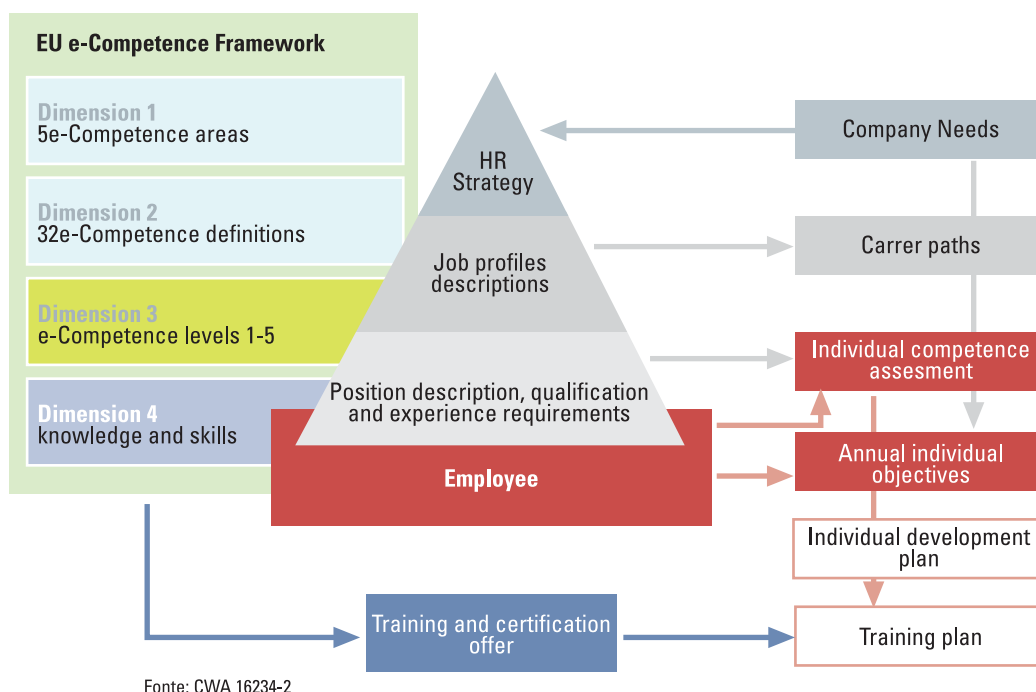 EU e-Competence Framework
Dimension 1
5e-Competence areas
Dimension 2
32e-Competence definitions
Dimension 3
e-Competence levels 1-5
Dimension 4
knowledge and skills
HR
Strategy
Job profiles
descriptions
Position description, qualification
and experience requirements
Employee
Company Needs
Carrer paths
Individual competence
assesment
Annual individual
objectives
Individual development
plan
Training and certification
offer
Training plan
Fonte: CWA 16234-2